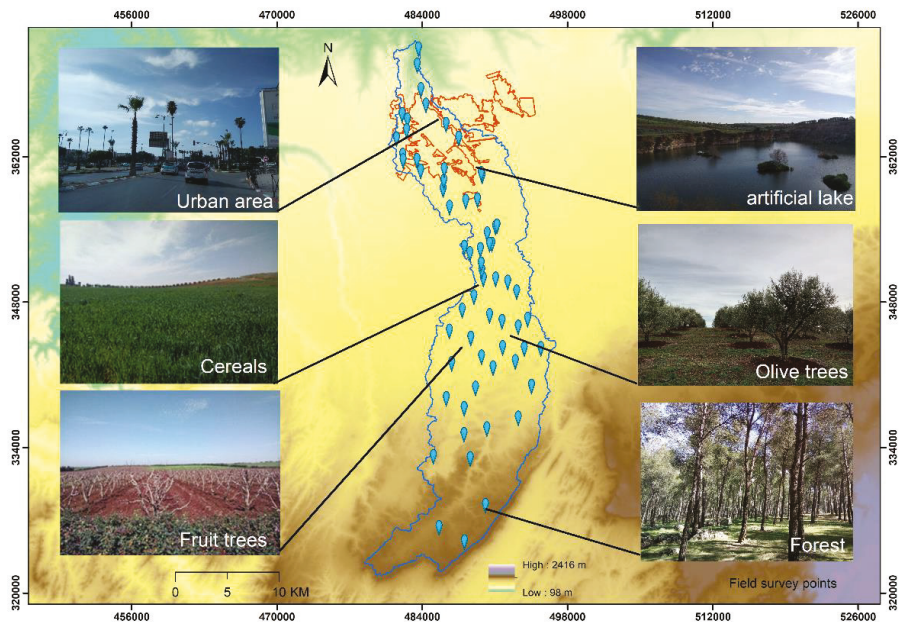 456000 470000 484000 498000 512000 526000
N
362000 362000
Urban area artificial lake
348000 348000
Cereals Olive trees
334000 334000
Fruit trees Forest
High : 2416 m
Low : 98 m
Field survey points
0 5 10 KM
320000 320000
456000 470000 484000 498000 512000 526000